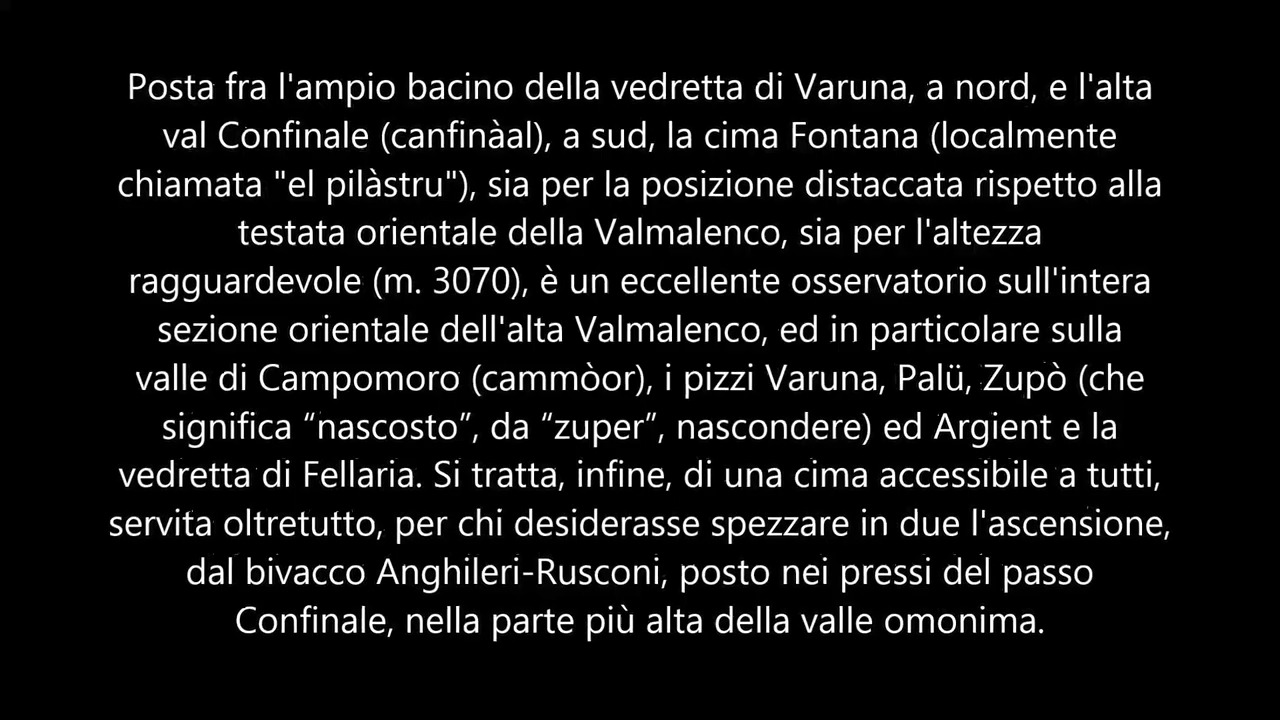 Posta fra l'ampio bacino della vedretta di Varuna, a nord, e l'alta
val Confinale (canfinàal), a sud, la cima Fontana (localmente
chiamata "el pilàstru"), sia per la posizione distaccata rispetto alla
testata orientale della Valmalenco, sia per l'altezza
ragguardevole (m. 3070), è un eccellente osservatorio sull'intera
sezione orientale dell'alta Valmalenco, ed in particolare sulla
valle di Campomoro (cammòor), i pizzi Varuna, Palü, Zupò (che
significa “nascosto”, da “zuper”, nascondere) ed Argient e la
vedretta di Fellaria. Si tratta, infine, di una cima accessibile a tutti,
servita oltretutto, per chi desiderasse spezzare in due l'ascensione,
dal bivacco Anghileri-Rusconi, posto nei pressi del passo
Confinale, nella parte più alta della valle omonima.